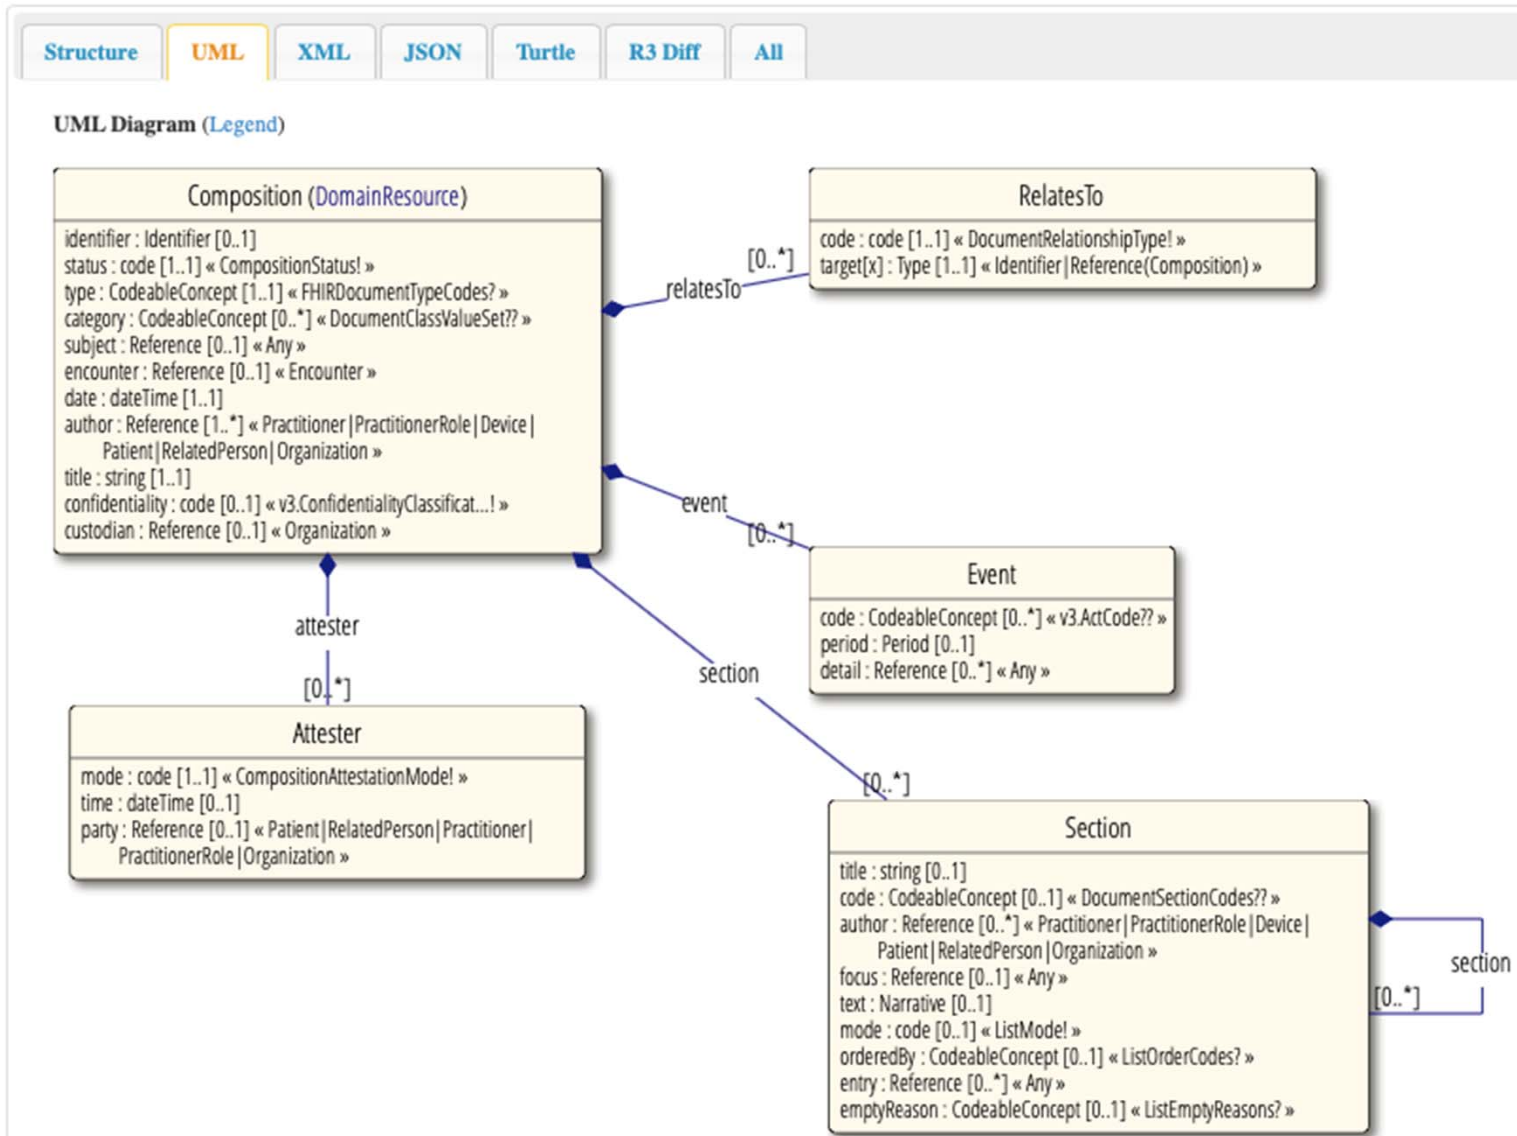 Structure UML XML JSON Turtle R3 Diff All
UML Diagram (Legend)
Composition (DomainResource)
identifier : Identifier [0..1]
status : code [1..1] « CompositionStatus! »
type : CodeableConcept [1..1] « FHIRDocumentTypeCodes? »
category : CodeableConcept [0..*] « DocumentClassValueSet?? »
subject : Reference [0..1] « Any »
encounter : Reference [0..1] « Encounter »
date : dateTime [1..1]
author : Reference [1..*] « Practitioner|PractitionerRole|Device|
Patient|RelatedPerson|Organization »
title : string [1..1]
confidentiality : code [0..1] « v3.ConfidentialityClassificat...! »
custodian : Reference [0..1] « Organization »
[0..*]
relatesTo
RelatesTo
code : code [1..1] « DocumentRelationshipType! »
target[x] : Type [1..1] « Identifier|Reference(Composition) »
event
[0..*]
Event
code : CodeableConcept [0..*] « v3.ActCode?? »
period : Period [0..1]
detail : Reference [0..*] « Any »
attester
[0..*]
Attester
mode : code [1..1] « CompositionAttestationMode! »
time : dateTime [0..1]
party : Reference [0..1] « Patient|RelatedPerson|Practitioner|
PractitionerRole|Organization »
section
[0..*]
Section
title : string [0..1]
code : CodeableConcept [0..1] « DocumentSectionCodes?? »
author : Reference [0..*] « Practitioner|PractitionerRole|Device|
Patient|RelatedPerson|Organization »
focus : Reference [0..1] « Any »
text : Narrative [0..1]
mode : code [0..1] « ListMode! »
orderedBy : CodeableConcept [0..1] « ListOrderCodes? »
entry : Reference [0..*] « Any »
emptyReason : CodeableConcept [0..1] « ListEmptyReasons? »
section
[0..*]